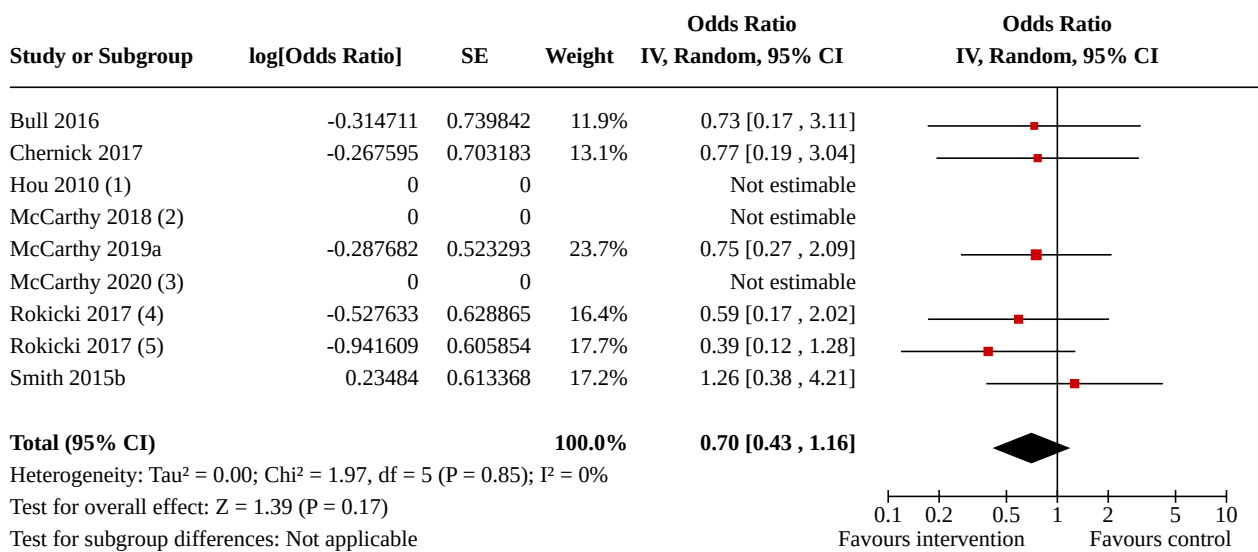 Odds Ratio Odds Ratio
Study or Subgroup log[Odds Ratio] SE Weight IV, Random, 95% CI IV, Random, 95% CI
Bull 2016 -0.314711 0.739842 11.9% 0.73 [0.17 , 3.11]
Chernick 2017 -0.267595 0.703183 13.1% 0.77 [0.19 , 3.04]
Hou 2010 (1) 0 0 Not estimable
McCarthy 2018 (2) 0 0 Not estimable
McCarthy 2019a -0.287682 0.523293 23.7% 0.75 [0.27 , 2.09]
McCarthy 2020 (3) 0 0 Not estimable
Rokicki 2017 (4) -0.527633 0.628865 16.4% 0.59 [0.17 , 2.02]
Rokicki 2017 (5) -0.941609 0.605854 17.7% 0.39 [0.12 , 1.28]
Smith 2015b 0.23484 0.613368 17.2% 1.26 [0.38 , 4.21]
Total (95% CI) 100.0% 0.70 [0.43 , 1.16]
Heterogeneity: Tau² = 0.00; Chi² = 1.97, df = 5 (P = 0.85); I² = 0%
Test for overall effect: Z = 1.39 (P = 0.17)
Test for subgroup differences: Not applicable
0.1 0.2 0.5 1 2 5 10
Favours intervention Favours control